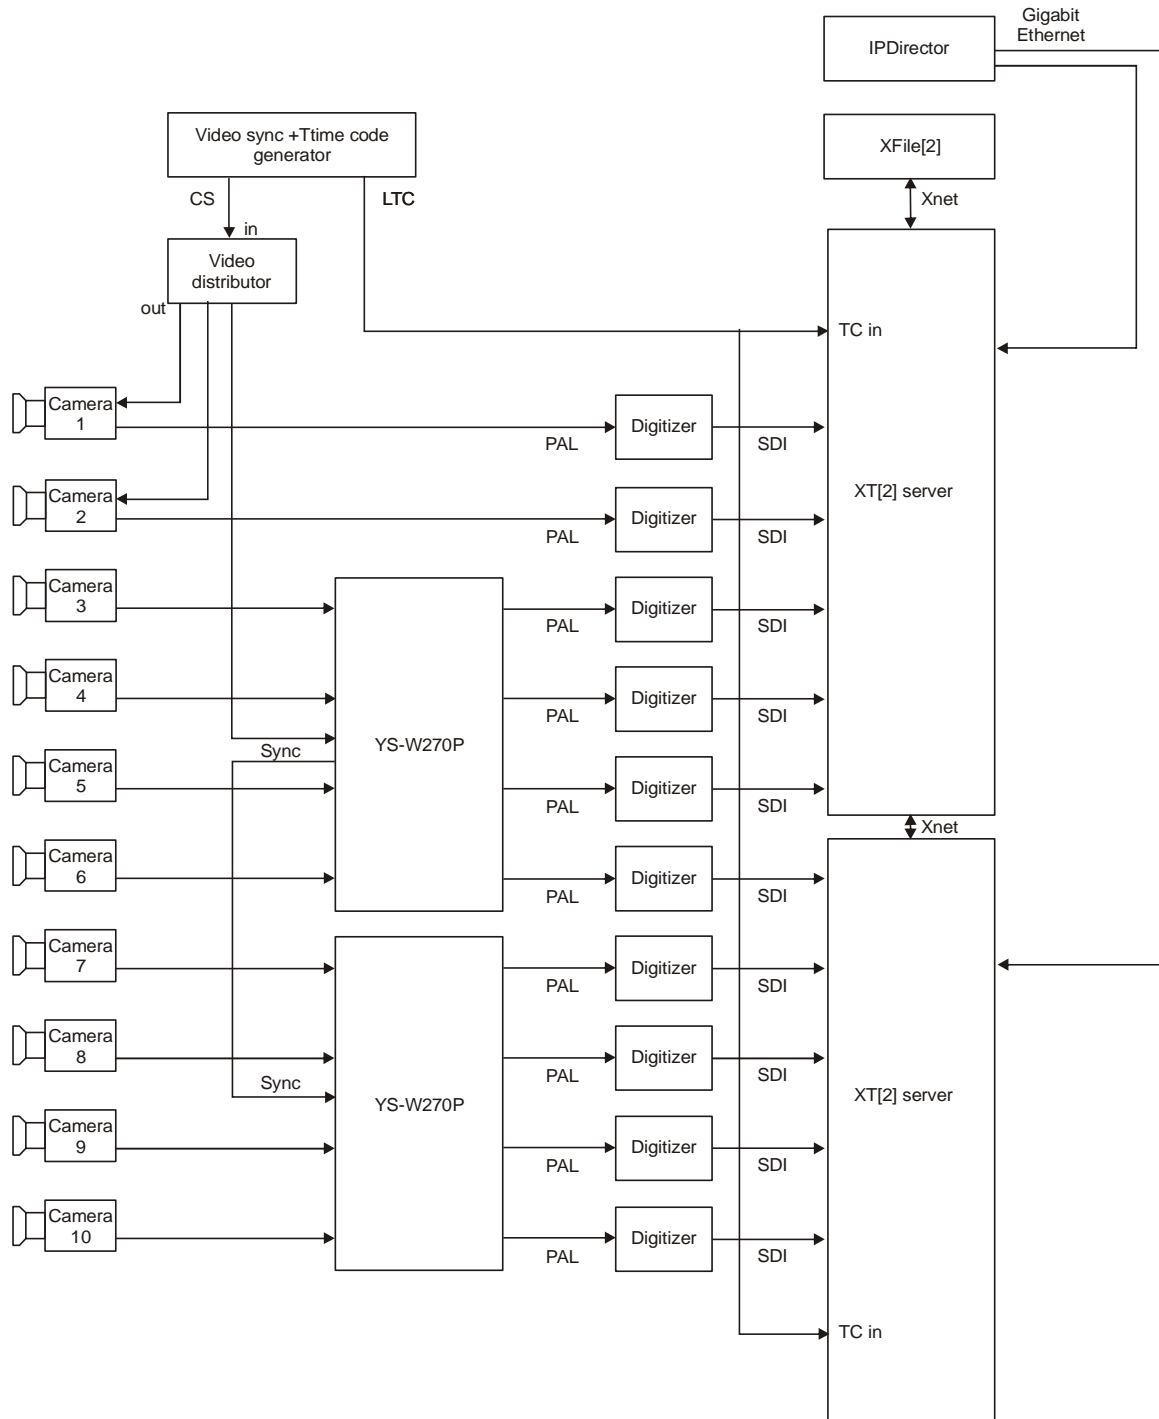 Gigabit
Ethernet
IPDirector
Video sync +Ttime code
generator
XFile[2]
CS
LTC
Xnet
in
Video
distributor
out
TC in
Camera
1
Digitizer
PAL
SDI
Camera
2
Digitizer
PAL
SDI
XT[2] server
Camera
3
Digitizer
PAL
SDI
Camera
4
Digitizer
PAL
SDI
YS-W270P
Sync
Camera
5
Digitizer
PAL
SDI
Xnet
Camera
6
Digitizer
PAL
SDI
Camera
7
Digitizer
PAL
SDI
Camera
8
Digitizer
PAL
SDI
Sync
YS-W270P
XT[2] server
Camera
9
Digitizer
PAL
SDI
Camera
10
Digitizer
PAL
SDI
TC in